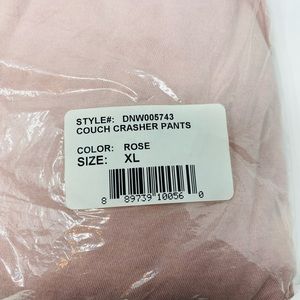 STYLE#: DNW005743
COUCH CRASHER PANTS
COLOR: ROSE
SIZE: XL
8 89739 10056 0